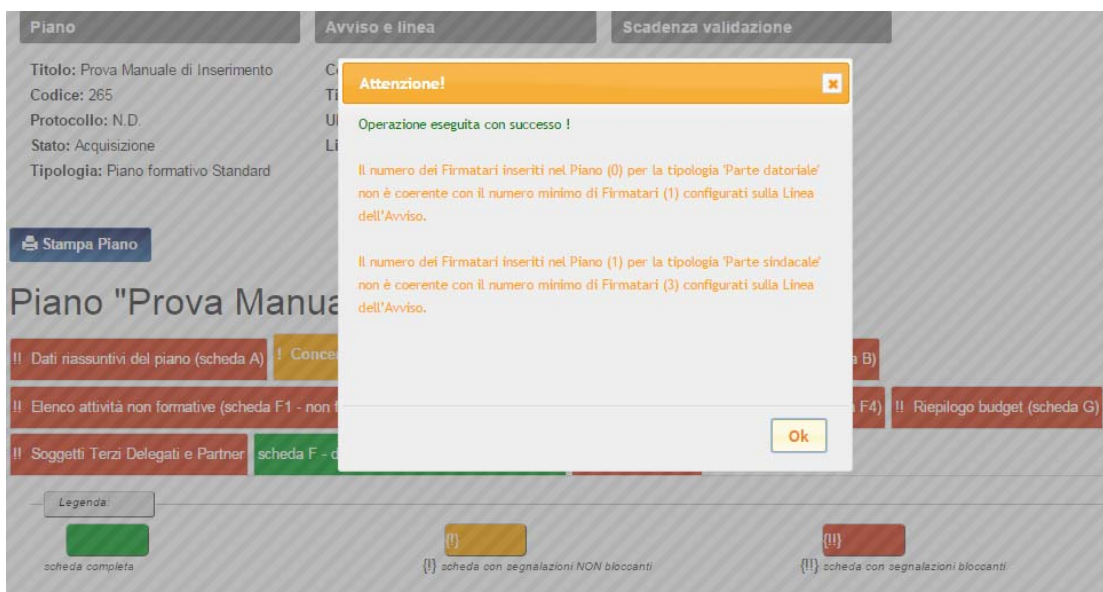 Piano
Avviso e linea
Scadenza validazione
Titolo: Prova Manuale di Inserimento
Codice: 265
Protocollo: N.D.
Stato: Acquisizione
Tipologia: Piano formativo Standard
Stampa Piano
Attenzione!
Operazione eseguita con successo !
Il numero dei Firmatari inseriti nel Piano (0) per la tipologia 'Parte datoriale'
non è coerente con il numero minimo di Firmatari (1) configurati sulla Linea
dell'Avviso.
Il numero dei Firmatari inseriti nel Piano (1) per la tipologia 'Parte sindacale'
non è coerente con il numero minimo di Firmatari (3) configurati sulla Linea
dell'Avviso.
Ok
Piano "Prova Manua
!! Dati riassuntivi del piano (scheda A) ! Conce B)
!! Elenco attività non formative (scheda F1 - non F4) !! Riepilogo budget (scheda G)
!! Soggetti Terzi Delegati e Partner scheda F - d
Legenda:
{!} {!!}
scheda completa {!} scheda con segnalazioni NON bloccanti {!!} scheda con segnalazioni bloccanti